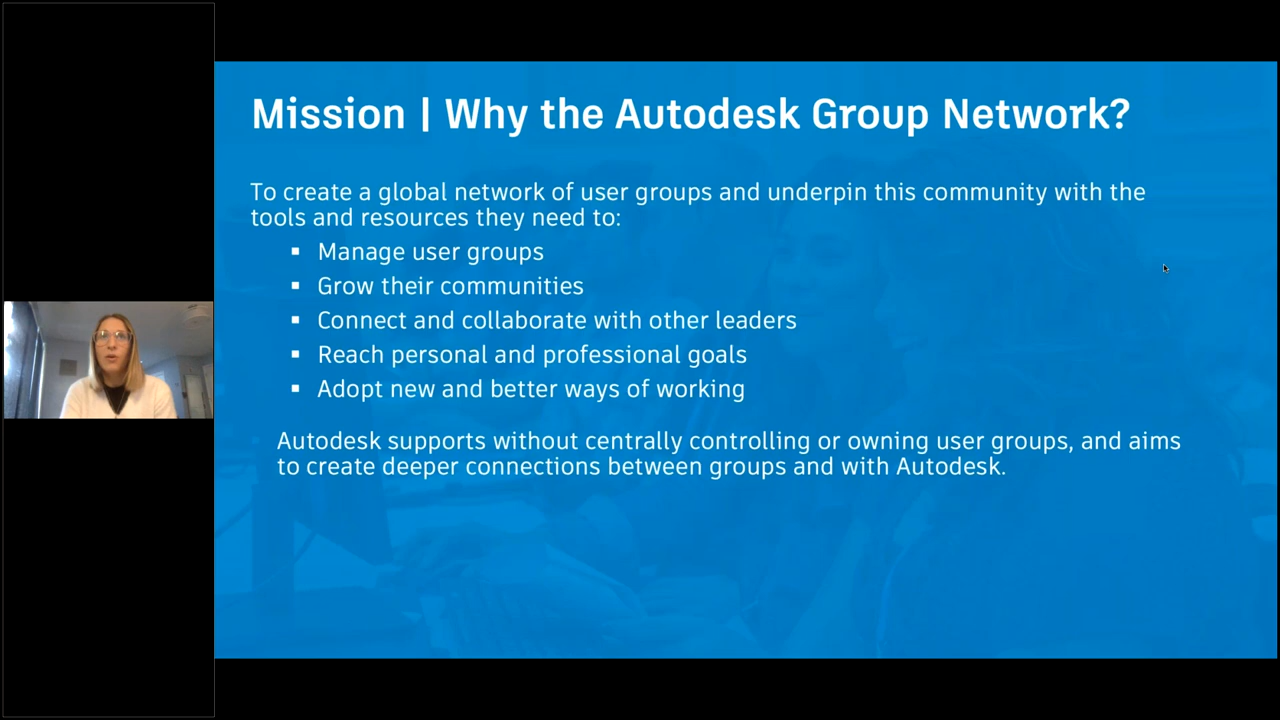 Mission | Why the Autodesk Group Network?
To create a global network of user groups and underpin this community with the
tools and resources they need to:
▪ Manage user groups
▪ Grow their communities
▪ Connect and collaborate with other leaders
▪ Reach personal and professional goals
▪ Adopt new and better ways of working
Autodesk supports without centrally controlling or owning user groups, and aims
to create deeper connections between groups and with Autodesk.